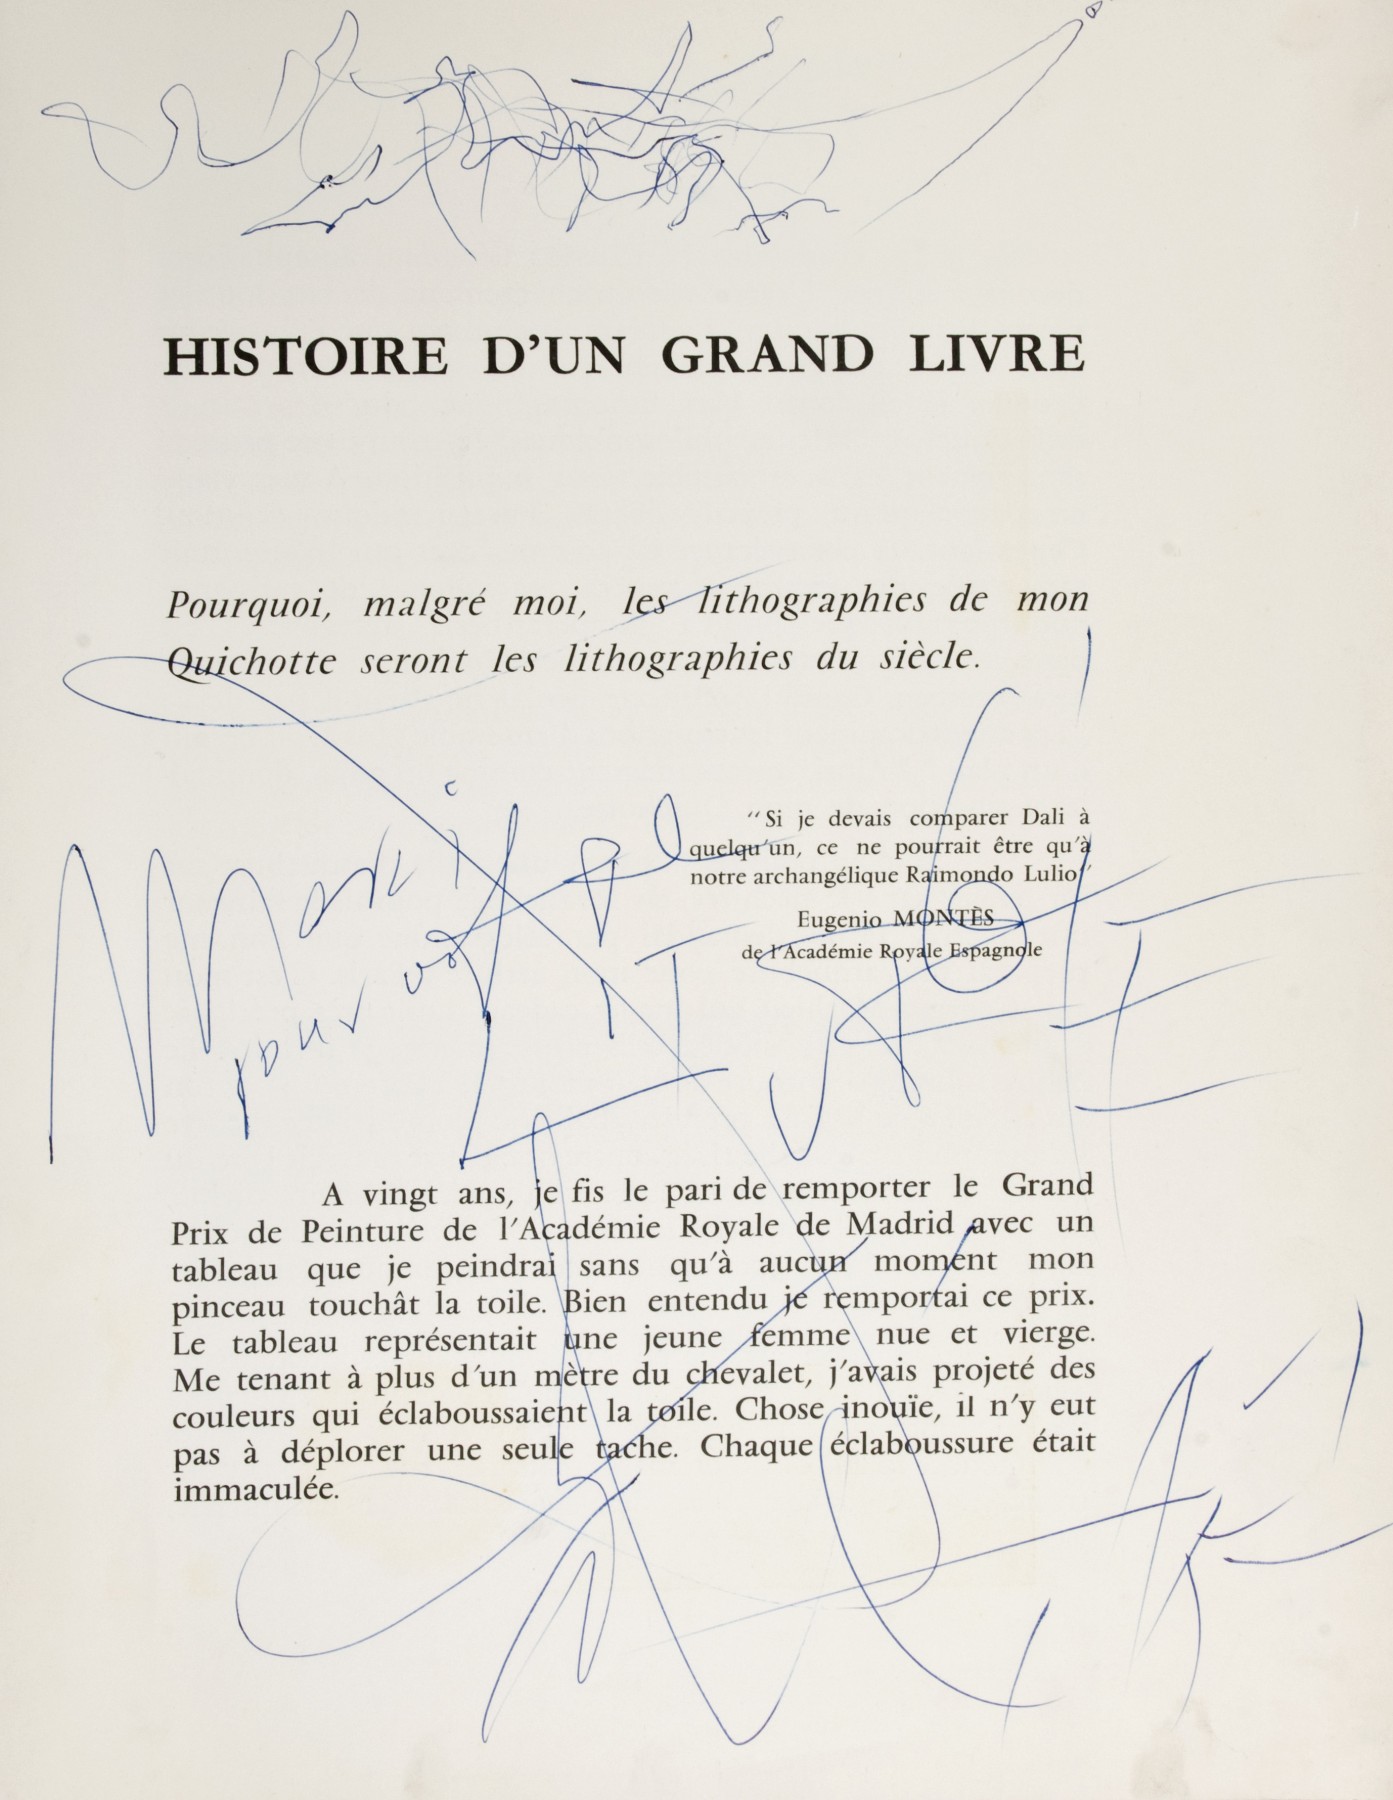 HISTOIRE D'UN GRAND LIVRE
Pourquoi, malgré moi, les lithographies de mon
Quichotte seront les lithographies du siècle.
“Si je devais comparer Dali à
quelqu'un, ce ne pourrait être qu'à
notre archangélique Raimondo Lulio”
Eugenio MONTÈS
de l'Académie Royale Espagnole
Merci
pour
A vingt ans, je fis le pari de remporter le Grand
Prix de Peinture de l'Académie Royale de Madrid avec un
tableau que je peindrai sans qu'à aucun moment mon
pinceau touchât la toile. Bien entendu je remportai ce prix.
Le tableau représentait une jeune femme nue et vierge.
Me tenant à plus d'un mètre du chevalet, j'avais projeté des
couleurs qui éclaboussaient la toile. Chose inouïe, il n'y eut
pas à déplorer une seule tache. Chaque éclaboussure était
immaculée.